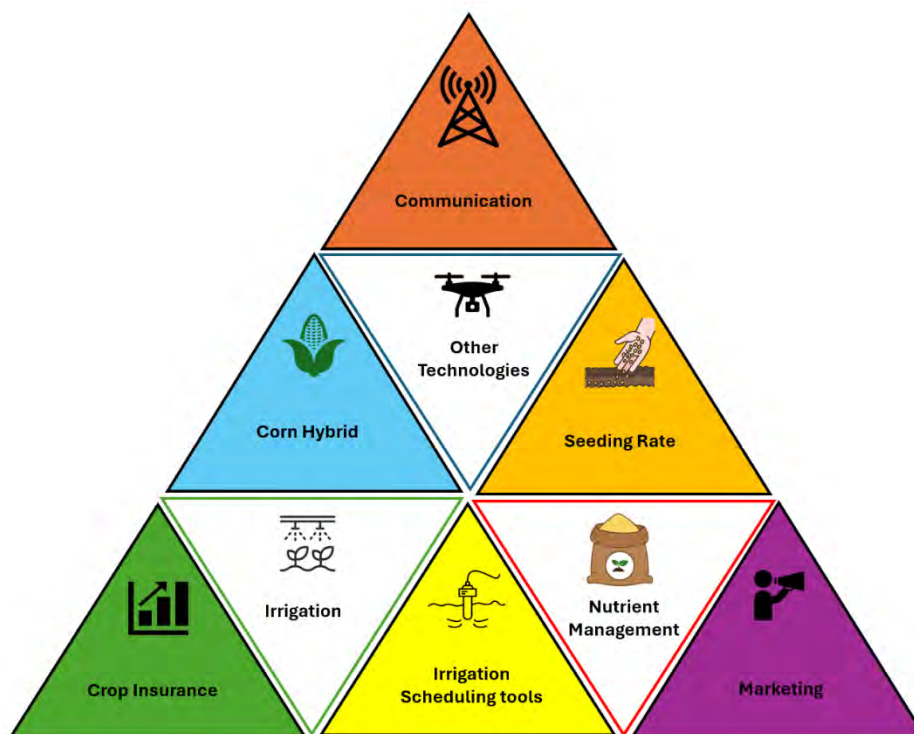 Communication
Other
Technologies
Corn Hybrid
Seeding Rate
Irrigation
Nutrient
Management
Crop Insurance
Irrigation
Scheduling tools
Marketing